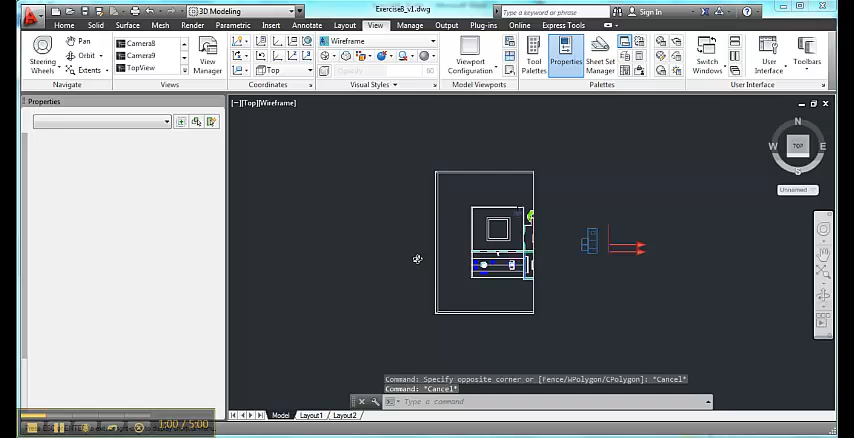 3D Modeling
Exercise8_v1.dwg
Type a keyword or phrase
Sign In
Home Solid Surface Mesh Render Parametric Insert Annotate Layout View Manage Output Plug-ins Online Express Tools
Pan
Orbit
Extents
Steering
Wheels
Navigate
Camera8
Camera9
TopView
View
Manager
Views
Top
Coordinates
Wireframe
Opacity 60
Visual Styles
Viewport
Configuration
Model Viewports
Tool
Palettes
Properties
Sheet Set
Manager
Palettes
Switch
Windows
User
Interface
Toolbars
User Interface
Properties
[−][Top][Wireframe]
N
W TOP E
S
Unnamed
Command: Specify opposite corner or [Fence/WPolygon/CPolygon]: *Cancel*
Command: *Cancel*
Type a command
Model Layout1 Layout2
1:00 / 5:00